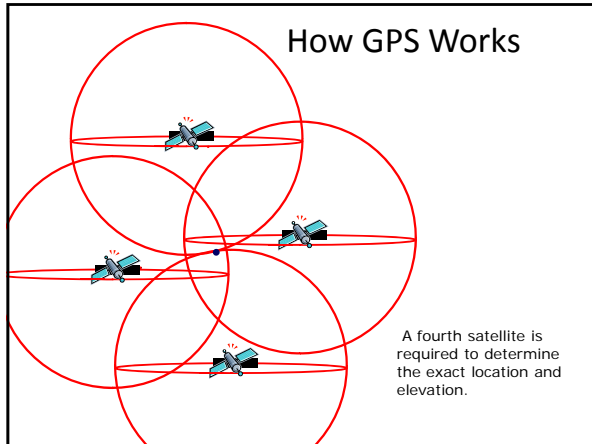 How GPS Works
A fourth satellite is
required to determine
the exact location and
elevation.